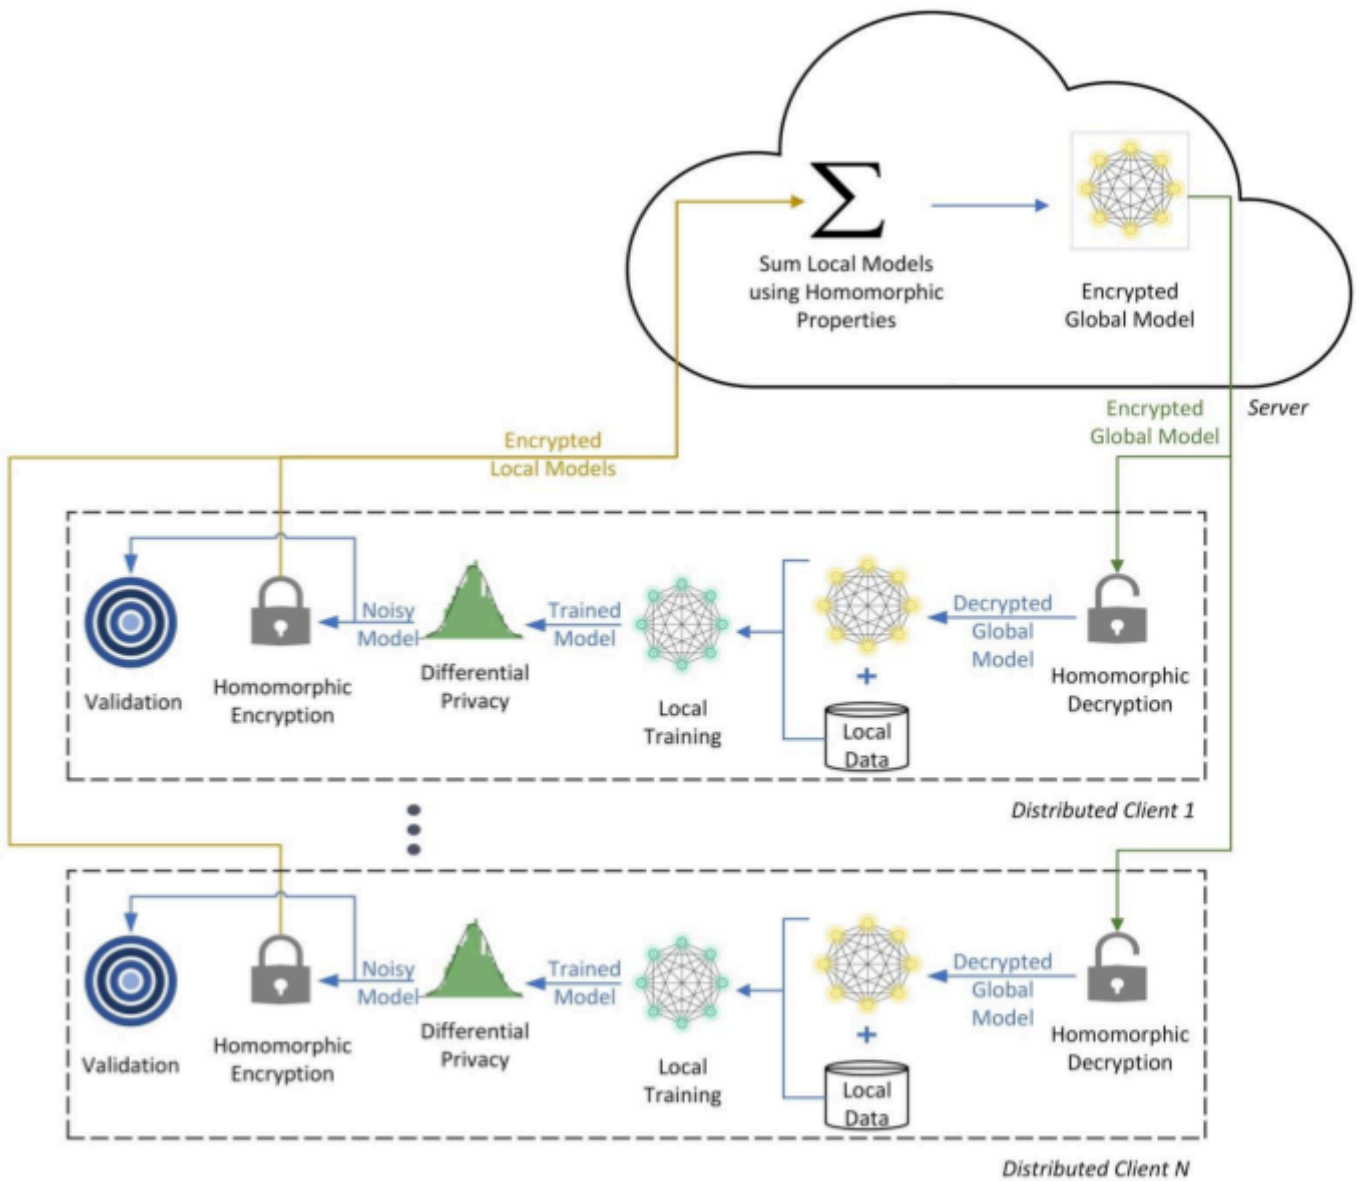 Sum Local Models
using Homomorphic
Properties
Encrypted
Global Model
Server
Encrypted
Global Model
Encrypted
Local Models
Validation
Homomorphic
Encryption
Noisy
Model
Differential
Privacy
Trained
Model
Local
Training
+
Local
Data
Decrypted
Global
Model
Homomorphic
Decryption
Distributed Client 1
Validation
Homomorphic
Encryption
Noisy
Model
Differential
Privacy
Trained
Model
Local
Training
+
Local
Data
Decrypted
Global
Model
Homomorphic
Decryption
Distributed Client N